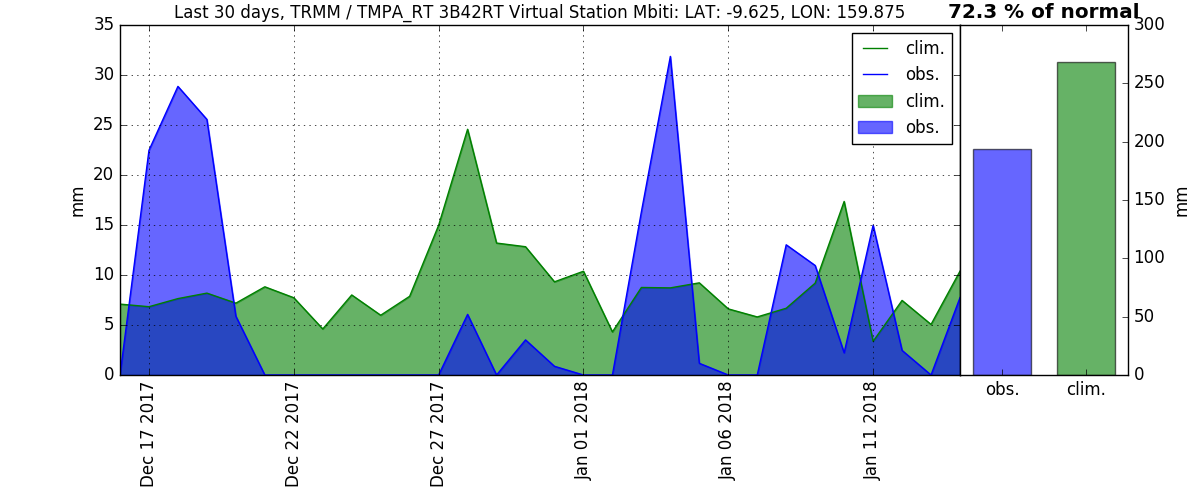 Last 30 days, TRMM / TMPA_RT 3B42RT Virtual Station Mbiti: LAT: -9.625, LON: 159.875
72.3 % of normal
35
30
25
20
15
10
5
0
mm
clim.
obs.
clim.
obs.
Dec 17 2017
Dec 22 2017
Dec 27 2017
Jan 01 2018
Jan 06 2018
Jan 11 2018
300
250
200
150
100
50
0
mm
obs.
clim.